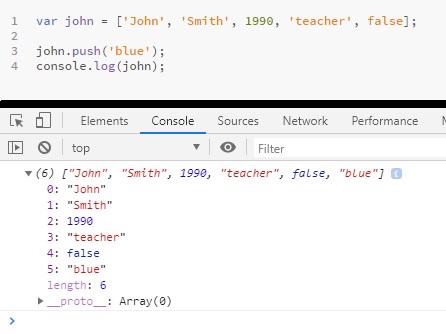 1 var john = ['John', 'Smith', 1990, 'teacher', false];
2
3 john.push('blue');
4 console.log(john);
Elements Console Sources Network Performance
top ▼ Filter
▼(6) ["John", "Smith", 1990, "teacher", false, "blue"] i
0: "John"
1: "Smith"
2: 1990
3: "teacher"
4: false
5: "blue"
length: 6
▶__proto__: Array(0)
>